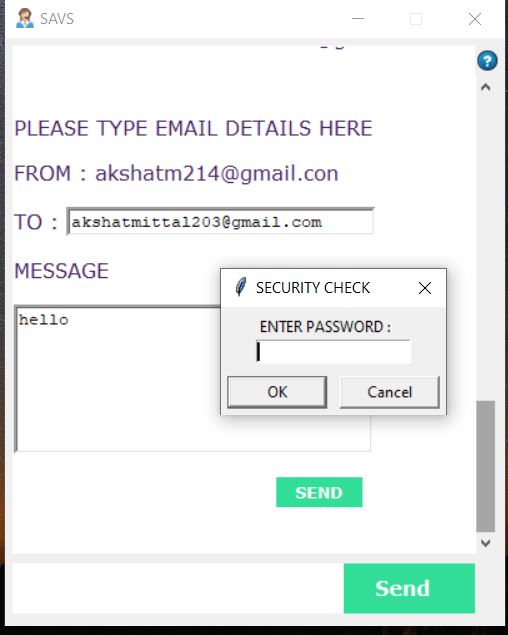 SAVS
PLEASE TYPE EMAIL DETAILS HERE
FROM : akshatm214@gmail.con
TO : akshatmittal203@gmail.com
MESSAGE
hello
SECURITY CHECK
ENTER PASSWORD :
OK Cancel
SEND
Send